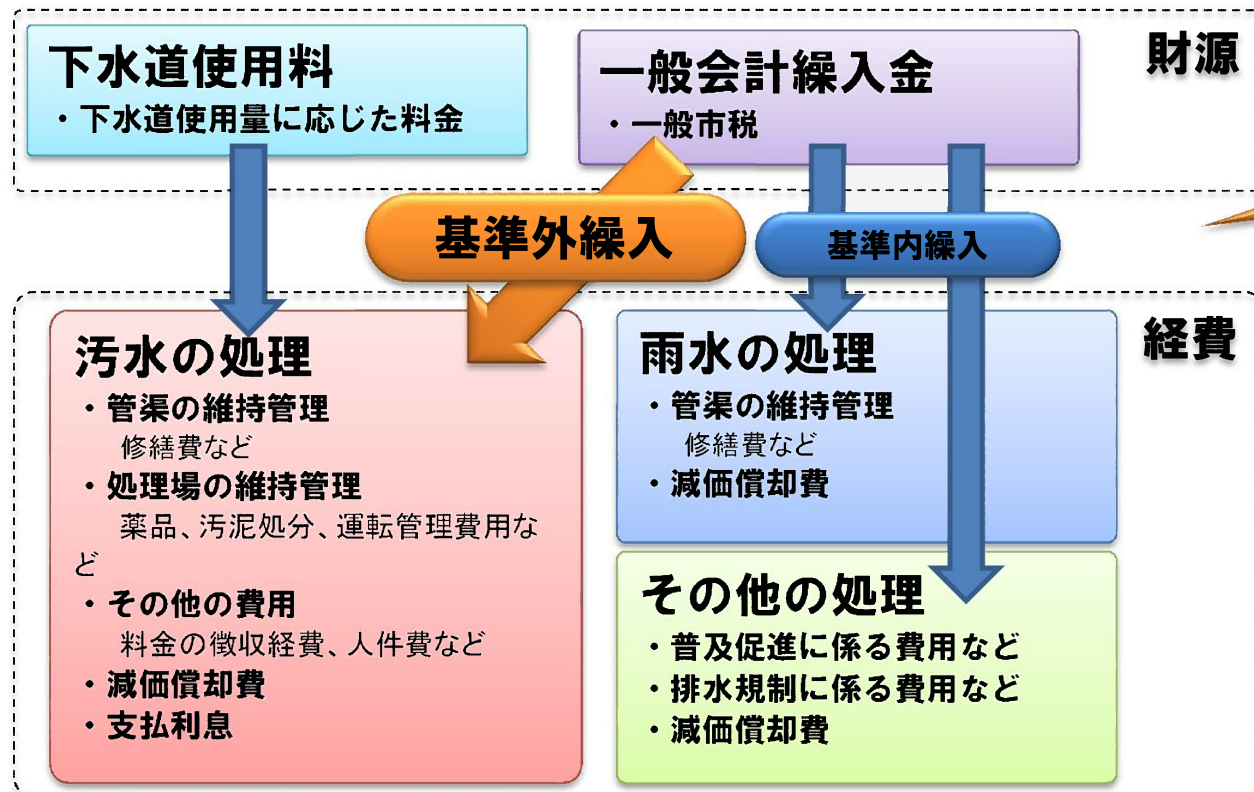 財源
下水道使用料
・下水道使用量に応じた料金
一般会計繰入金
・一般市税
基準外繰入
基準内繰入
経費
汚水の処理
・管渠の維持管理
修繕費など
・処理場の維持管理
薬品、汚泥処分、運転管理費用な
ど
・その他の費用
料金の徴収経費、人件費など
・減価償却費
・支払利息
雨水の処理
・管渠の維持管理
修繕費など
・減価償却費
その他の処理
・普及促進に係る費用など
・排水規制に係る費用など
・減価償却費